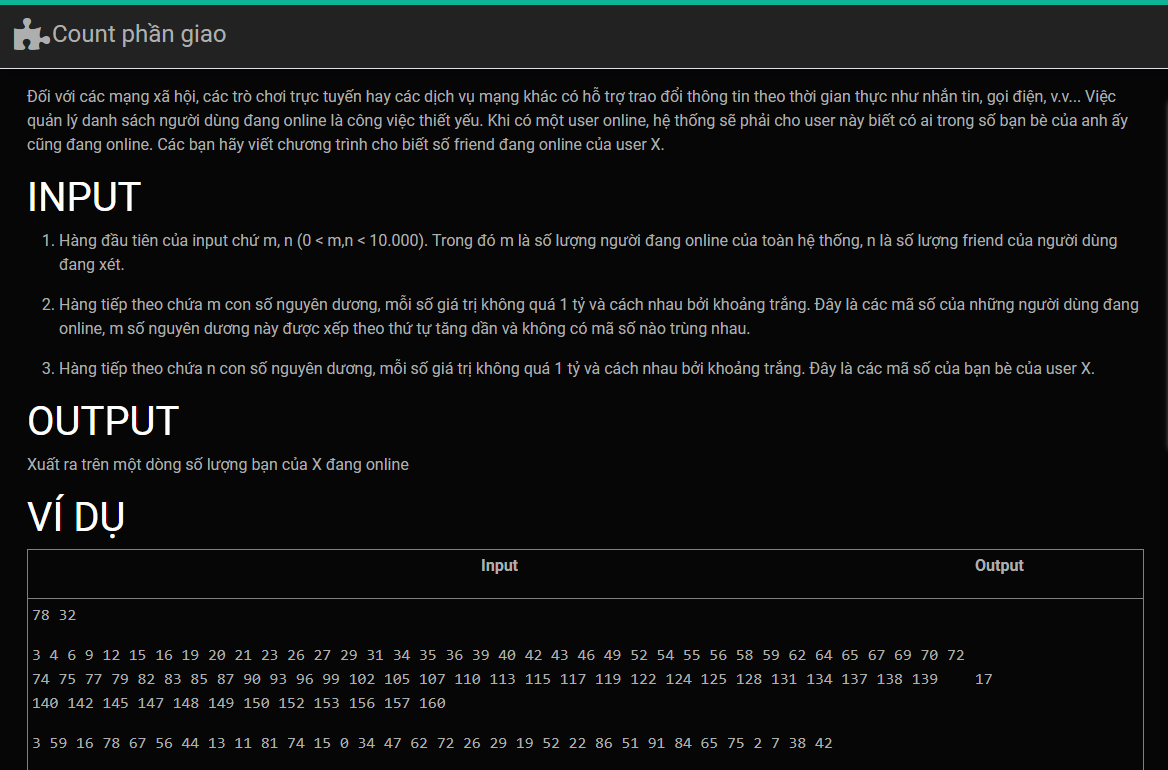 Count phần giao
Đối với các mạng xã hội, các trò chơi trực tuyến hay các dịch vụ mạng khác có hỗ trợ trao đổi thông tin theo thời gian thực như nhắn tin, gọi điện, v.v... Việc
quản lý danh sách người dùng đang online là công việc thiết yếu. Khi có một user online, hệ thống sẽ phải cho user này biết có ai trong số bạn bè của anh ấy
cũng đang online. Các bạn hãy viết chương trình cho biết số friend đang online của user X.
INPUT
1. Hàng đầu tiên của input chứ m, n (0 < m,n < 10.000). Trong đó m là số lượng người đang online của toàn hệ thống, n là số lượng friend của người dùng
đang xét.
2. Hàng tiếp theo chứa m con số nguyên dương, mỗi số giá trị không quá 1 tỷ và cách nhau bởi khoảng trắng. Đây là các mã số của những người dùng đang
online, m số nguyên dương này được xếp theo thứ tự tăng dần và không có mã số nào trùng nhau.
3. Hàng tiếp theo chứa n con số nguyên dương, mỗi số giá trị không quá 1 tỷ và cách nhau bởi khoảng trắng. Đây là các mã số của bạn bè của user X.
OUTPUT
Xuất ra trên một dòng số lượng bạn của X đang online
VÍ DỤ
Input Output
78 32
3 4 6 9 12 15 16 19 20 21 23 26 27 29 31 34 35 36 39 40 42 43 46 49 52 54 55 56 58 59 62 64 65 67 69 70 72
74 75 77 79 82 83 85 87 90 93 96 99 102 105 107 110 113 115 117 119 122 124 125 128 131 134 137 138 139 17
140 142 145 147 148 149 150 152 153 156 157 160
3 59 16 78 67 56 44 13 11 81 74 15 0 34 47 62 72 26 29 19 52 22 86 51 91 84 65 75 2 7 38 42